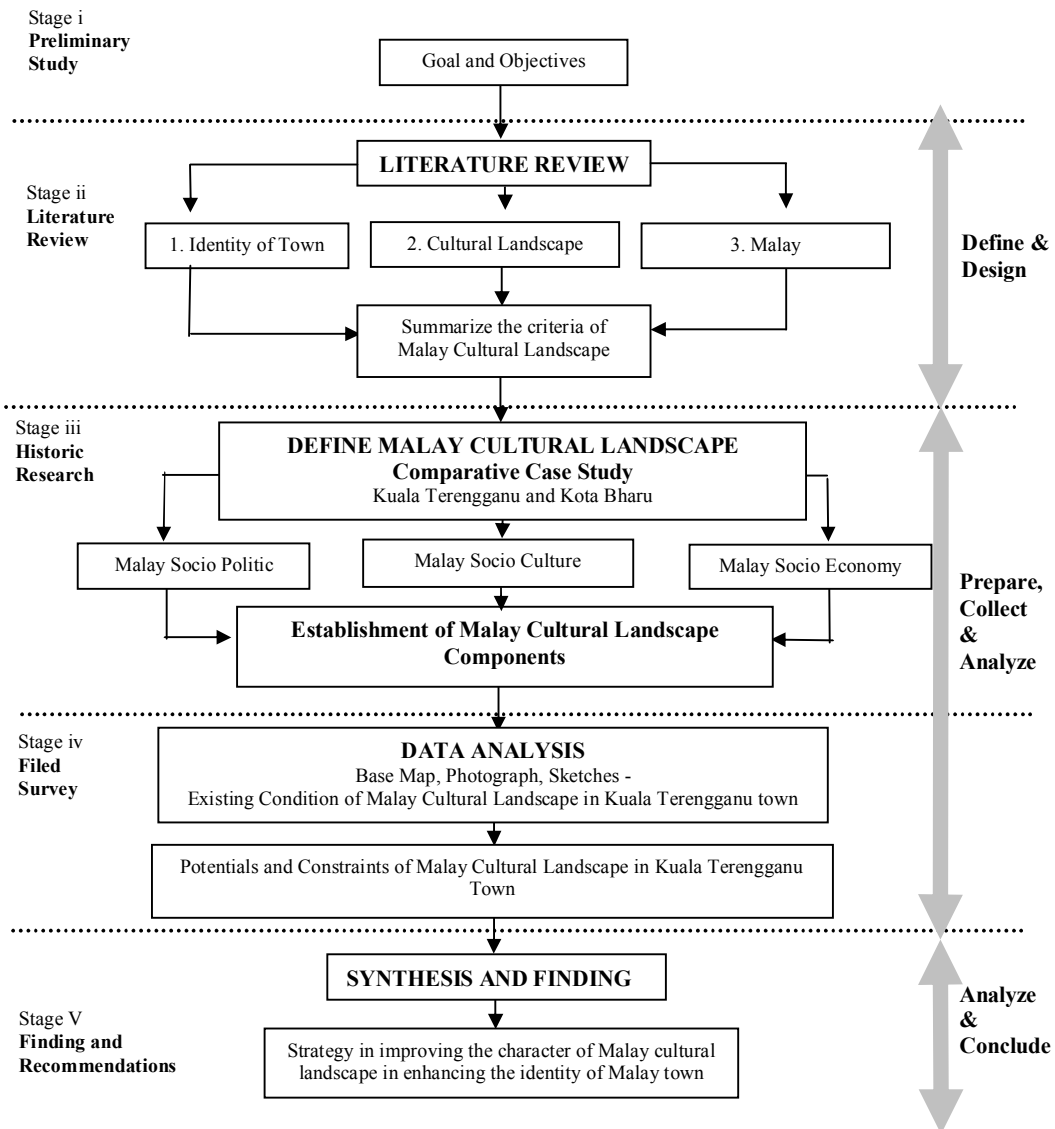 Stage i
Preliminary
Study
Goal and Objectives
LITERATURE REVIEW
Stage ii
Literature
Review
1. Identity of Town
2. Cultural Landscape
3. Malay
Define &
Design
Summarize the criteria of
Malay Cultural Landscape
Stage iii
Historic
Research
DEFINE MALAY CULTURAL LANDSCAPE
Comparative Case Study
Kuala Terengganu and Kota Bharu
Malay Socio Politic
Malay Socio Culture
Malay Socio Economy
Prepare,
Collect
&
Analyze
Establishment of Malay Cultural Landscape
Components
Stage iv
Filed
Survey
DATA ANALYSIS
Base Map, Photograph, Sketches -
Existing Condition of Malay Cultural Landscape in Kuala Terengganu town
Potentials and Constraints of Malay Cultural Landscape in Kuala Terengganu
Town
SYNTHESIS AND FINDING
Stage V
Finding and
Recommendations
Analyze
&
Conclude
Strategy in improving the character of Malay cultural
landscape in enhancing the identity of Malay town